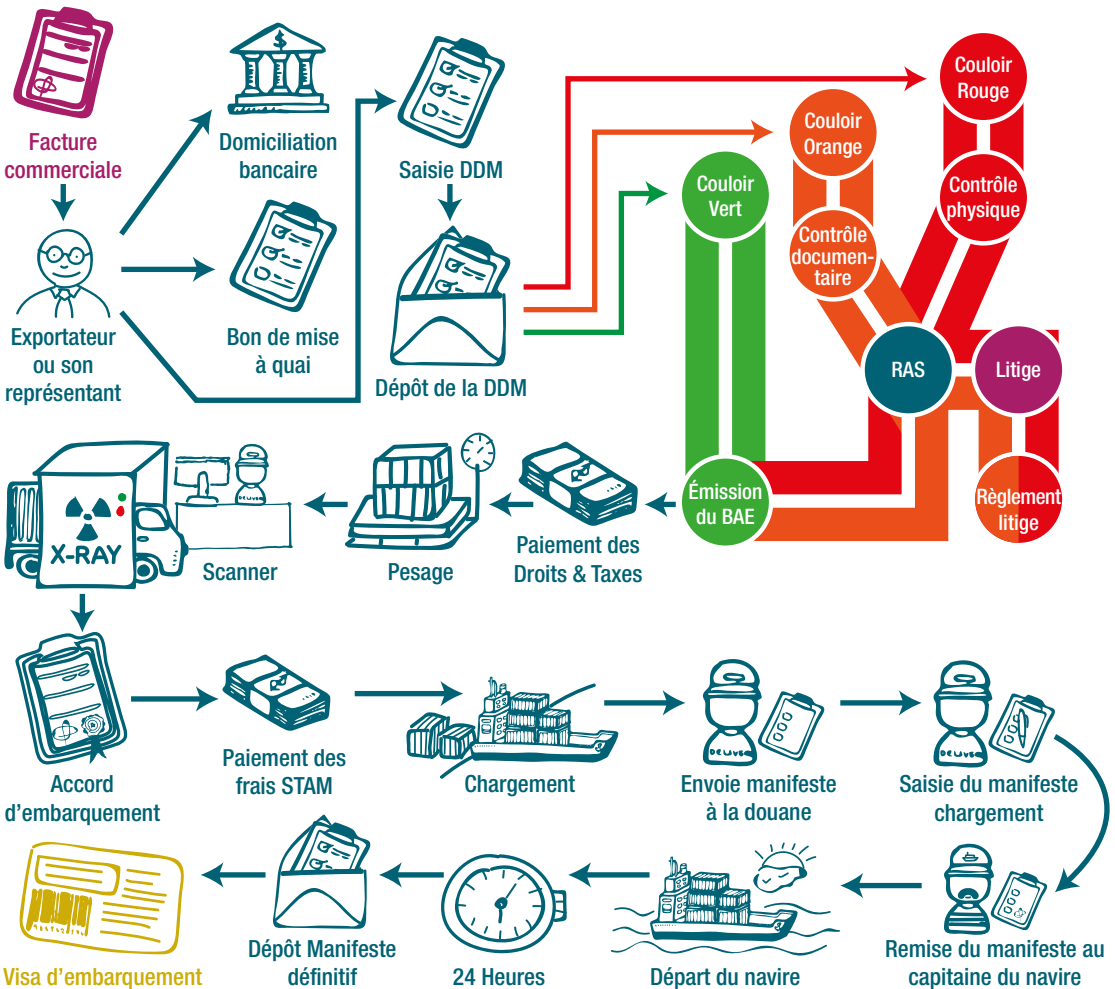 Facture
commerciale
Exportateur
ou son
représentant
$
Domiciliation
bancaire
Bon de mise
à quai
Saisie DDM
Dépôt de la DDM
Couloir
Vert
Couloir
Orange
Contrôle
documen-
taire
Couloir
Rouge
Contrôle
physique
RAS
Litige
Règlement
litige
Émission
du BAE
Paiement des
Droits & Taxes
Pesage
Scanner
X-RAY
Accord
d'embarquement
Paiement des
frais STAM
Chargement
Envoie manifeste
à la douane
Saisie du manifeste
chargement
Remise du manifeste au
capitaine du navire
Départ du navire
24 Heures
Dépôt Manifeste
définitif
Visa d'embarquement